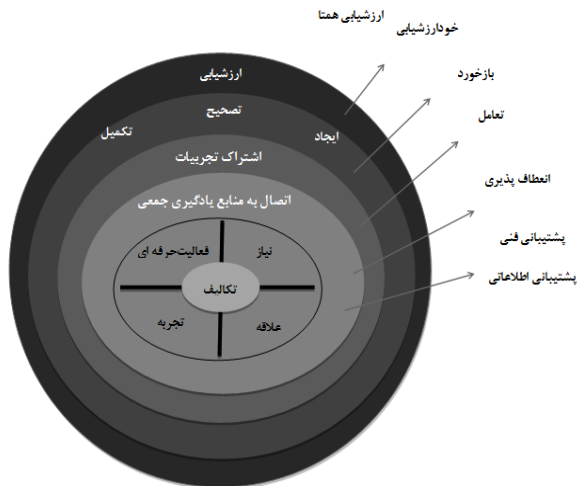 ارزشیابی همتا
خودارزشیابی
بازخورد
تعامل
انعطاف پذیری
پشتیبانی فنی
پشتیبانی اطلاعاتی
ارزشیابی
تصحیح
ایجاد
تکمیل
اشتراک تجربیات
اتصال به منابع یادگیری جمعی
نیاز
فعالیت‌حرفه ای
تکالیف
علاقه
تجربه